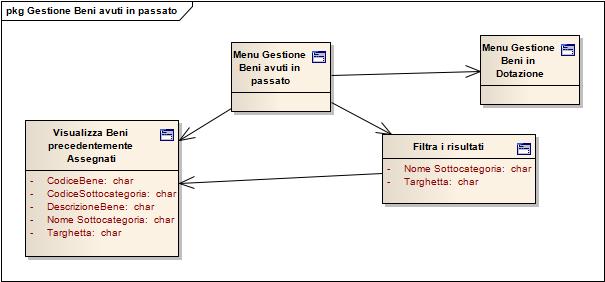 pkg Gestione Beni avuti in passato
Menu Gestione
Beni avuti in
passato
Menu Gestione
Beni in
Dotazione
Visualizza Beni
precedentemente
Assegnati
- CodiceBene: char
- CodiceSottocategoria: char
- DescrizioneBene: char
- Nome Sottocategoria: char
- Targhetta: char
Filtra i risultati
- Nome Sottocategoria: char
- Targhetta: char